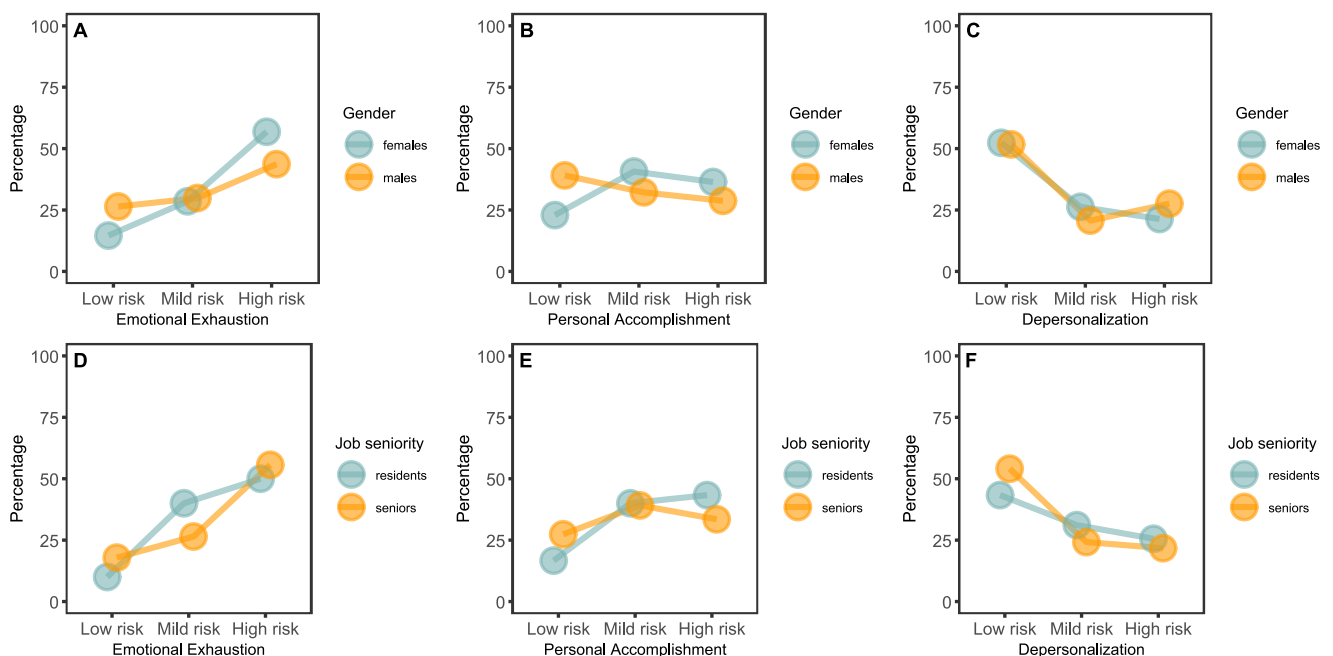 A
100
75
50
25
0
Percentage
Low risk Mild risk High risk
Emotional Exhaustion
Gender
females
males
B
100
75
50
25
0
Percentage
Low risk Mild risk High risk
Personal Accomplishment
Gender
females
males
C
100
75
50
25
0
Percentage
Low risk Mild risk High risk
Depersonalization
Gender
females
males
D
100
75
50
25
0
Percentage
Low risk Mild risk High risk
Emotional Exhaustion
Job seniority
residents
seniors
E
100
75
50
25
0
Percentage
Low risk Mild risk High risk
Personal Accomplishment
Job seniority
residents
seniors
F
100
75
50
25
0
Percentage
Low risk Mild risk High risk
Depersonalization
Job seniority
residents
seniors